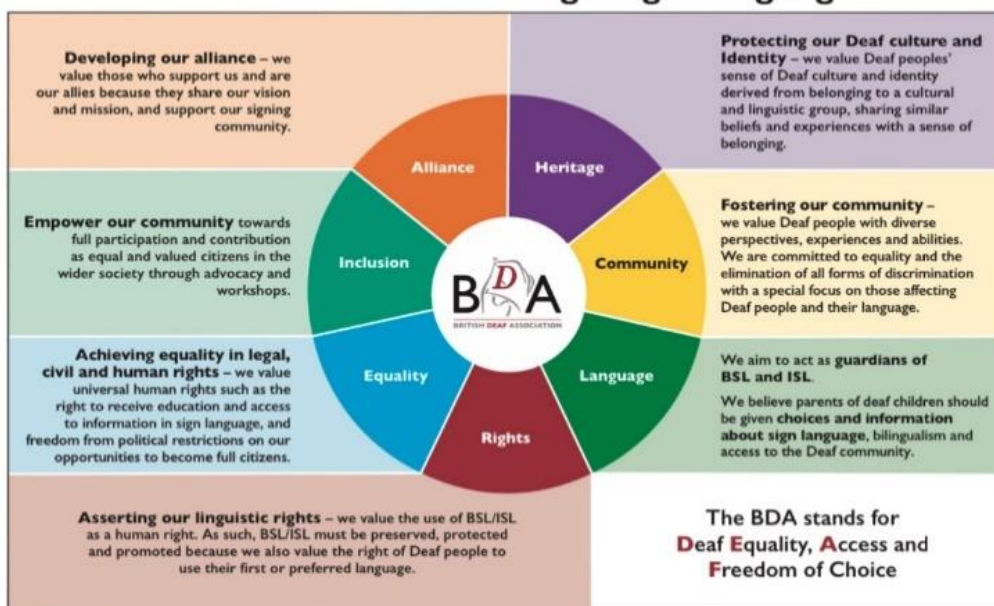 Developing our alliance – we
value those who support us and are
our allies because they share our vision
and mission, and support our signing
community.
Protecting our Deaf culture and
Identity – we value Deaf peoples'
sense of Deaf culture and identity
derived from belonging to a cultural
and linguistic group, sharing similar
beliefs and experiences with a sense of
belonging.
Alliance
Heritage
Empower our community towards
full participation and contribution
as equal and valued citizens in the
wider society through advocacy and
workshops.
Inclusion
Community
Fostering our community –
we value Deaf people with diverse
perspectives, experiences and abilities.
We are committed to equality and the
elimination of all forms of discrimination
with a special focus on those affecting
Deaf people and their language.
BDA
BRITISH DEAF ASSOCIATION
Achieving equality in legal,
civil and human rights – we value
universal human rights such as the
right to receive education and access
to information in sign language, and
freedom from political restrictions on our
opportunities to become full citizens.
Equality
Language
Rights
We aim to act as guardians of
BSL and ISL.
We believe parents of deaf children should
be given choices and information
about sign language, bilingualism and
access to the Deaf community.
Asserting our linguistic rights – we value the use of BSL/ISL
as a human right. As such, BSL/ISL must be preserved, protected
and promoted because we also value the right of Deaf people to
use their first or preferred language.
The BDA stands for
Deaf Equality, Access and
Freedom of Choice